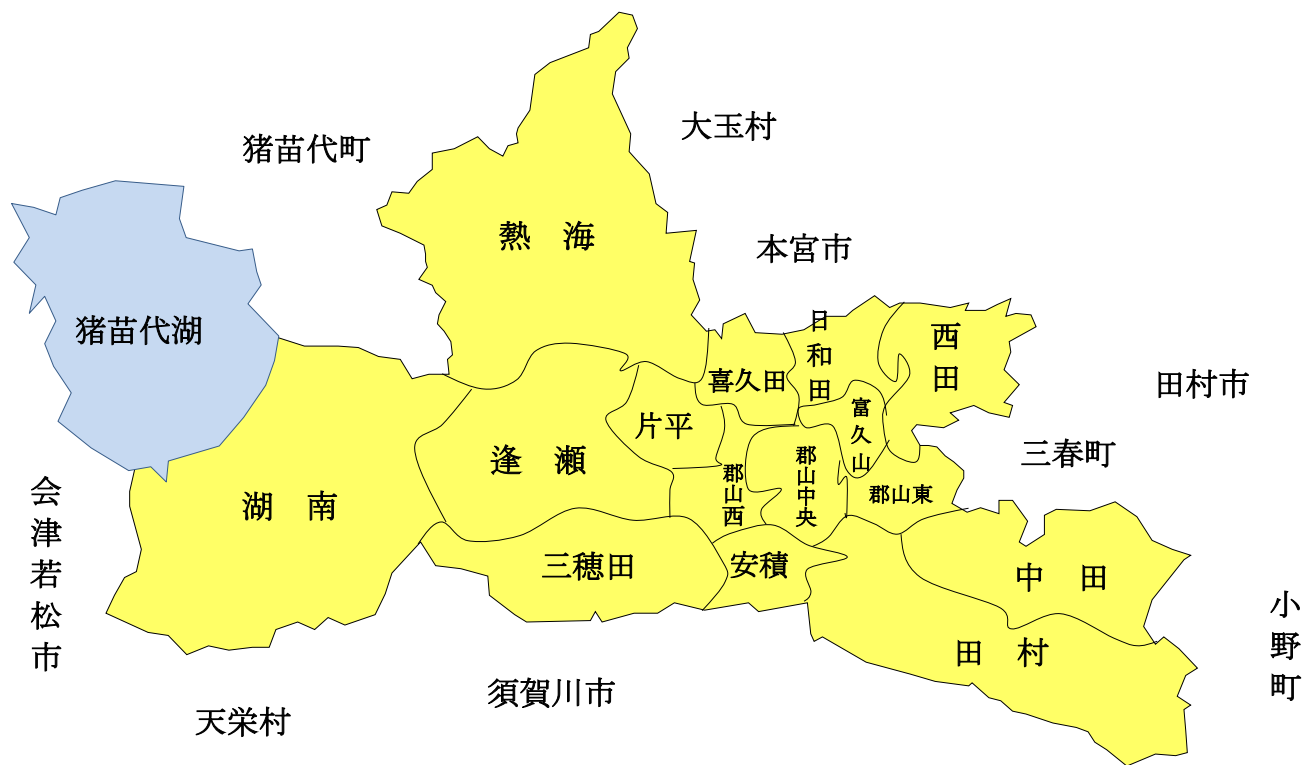 大玉村
猪苗代町
熱　海
本宮市
猪苗代湖
日和田
西田
喜久田
田村市
片平
富久山
逢　瀬
三春町
郡山西
郡山中央
郡山東
湖　南
会津若松市
三穂田
安積
中　田
田　村
小野町
須賀川市
天栄村